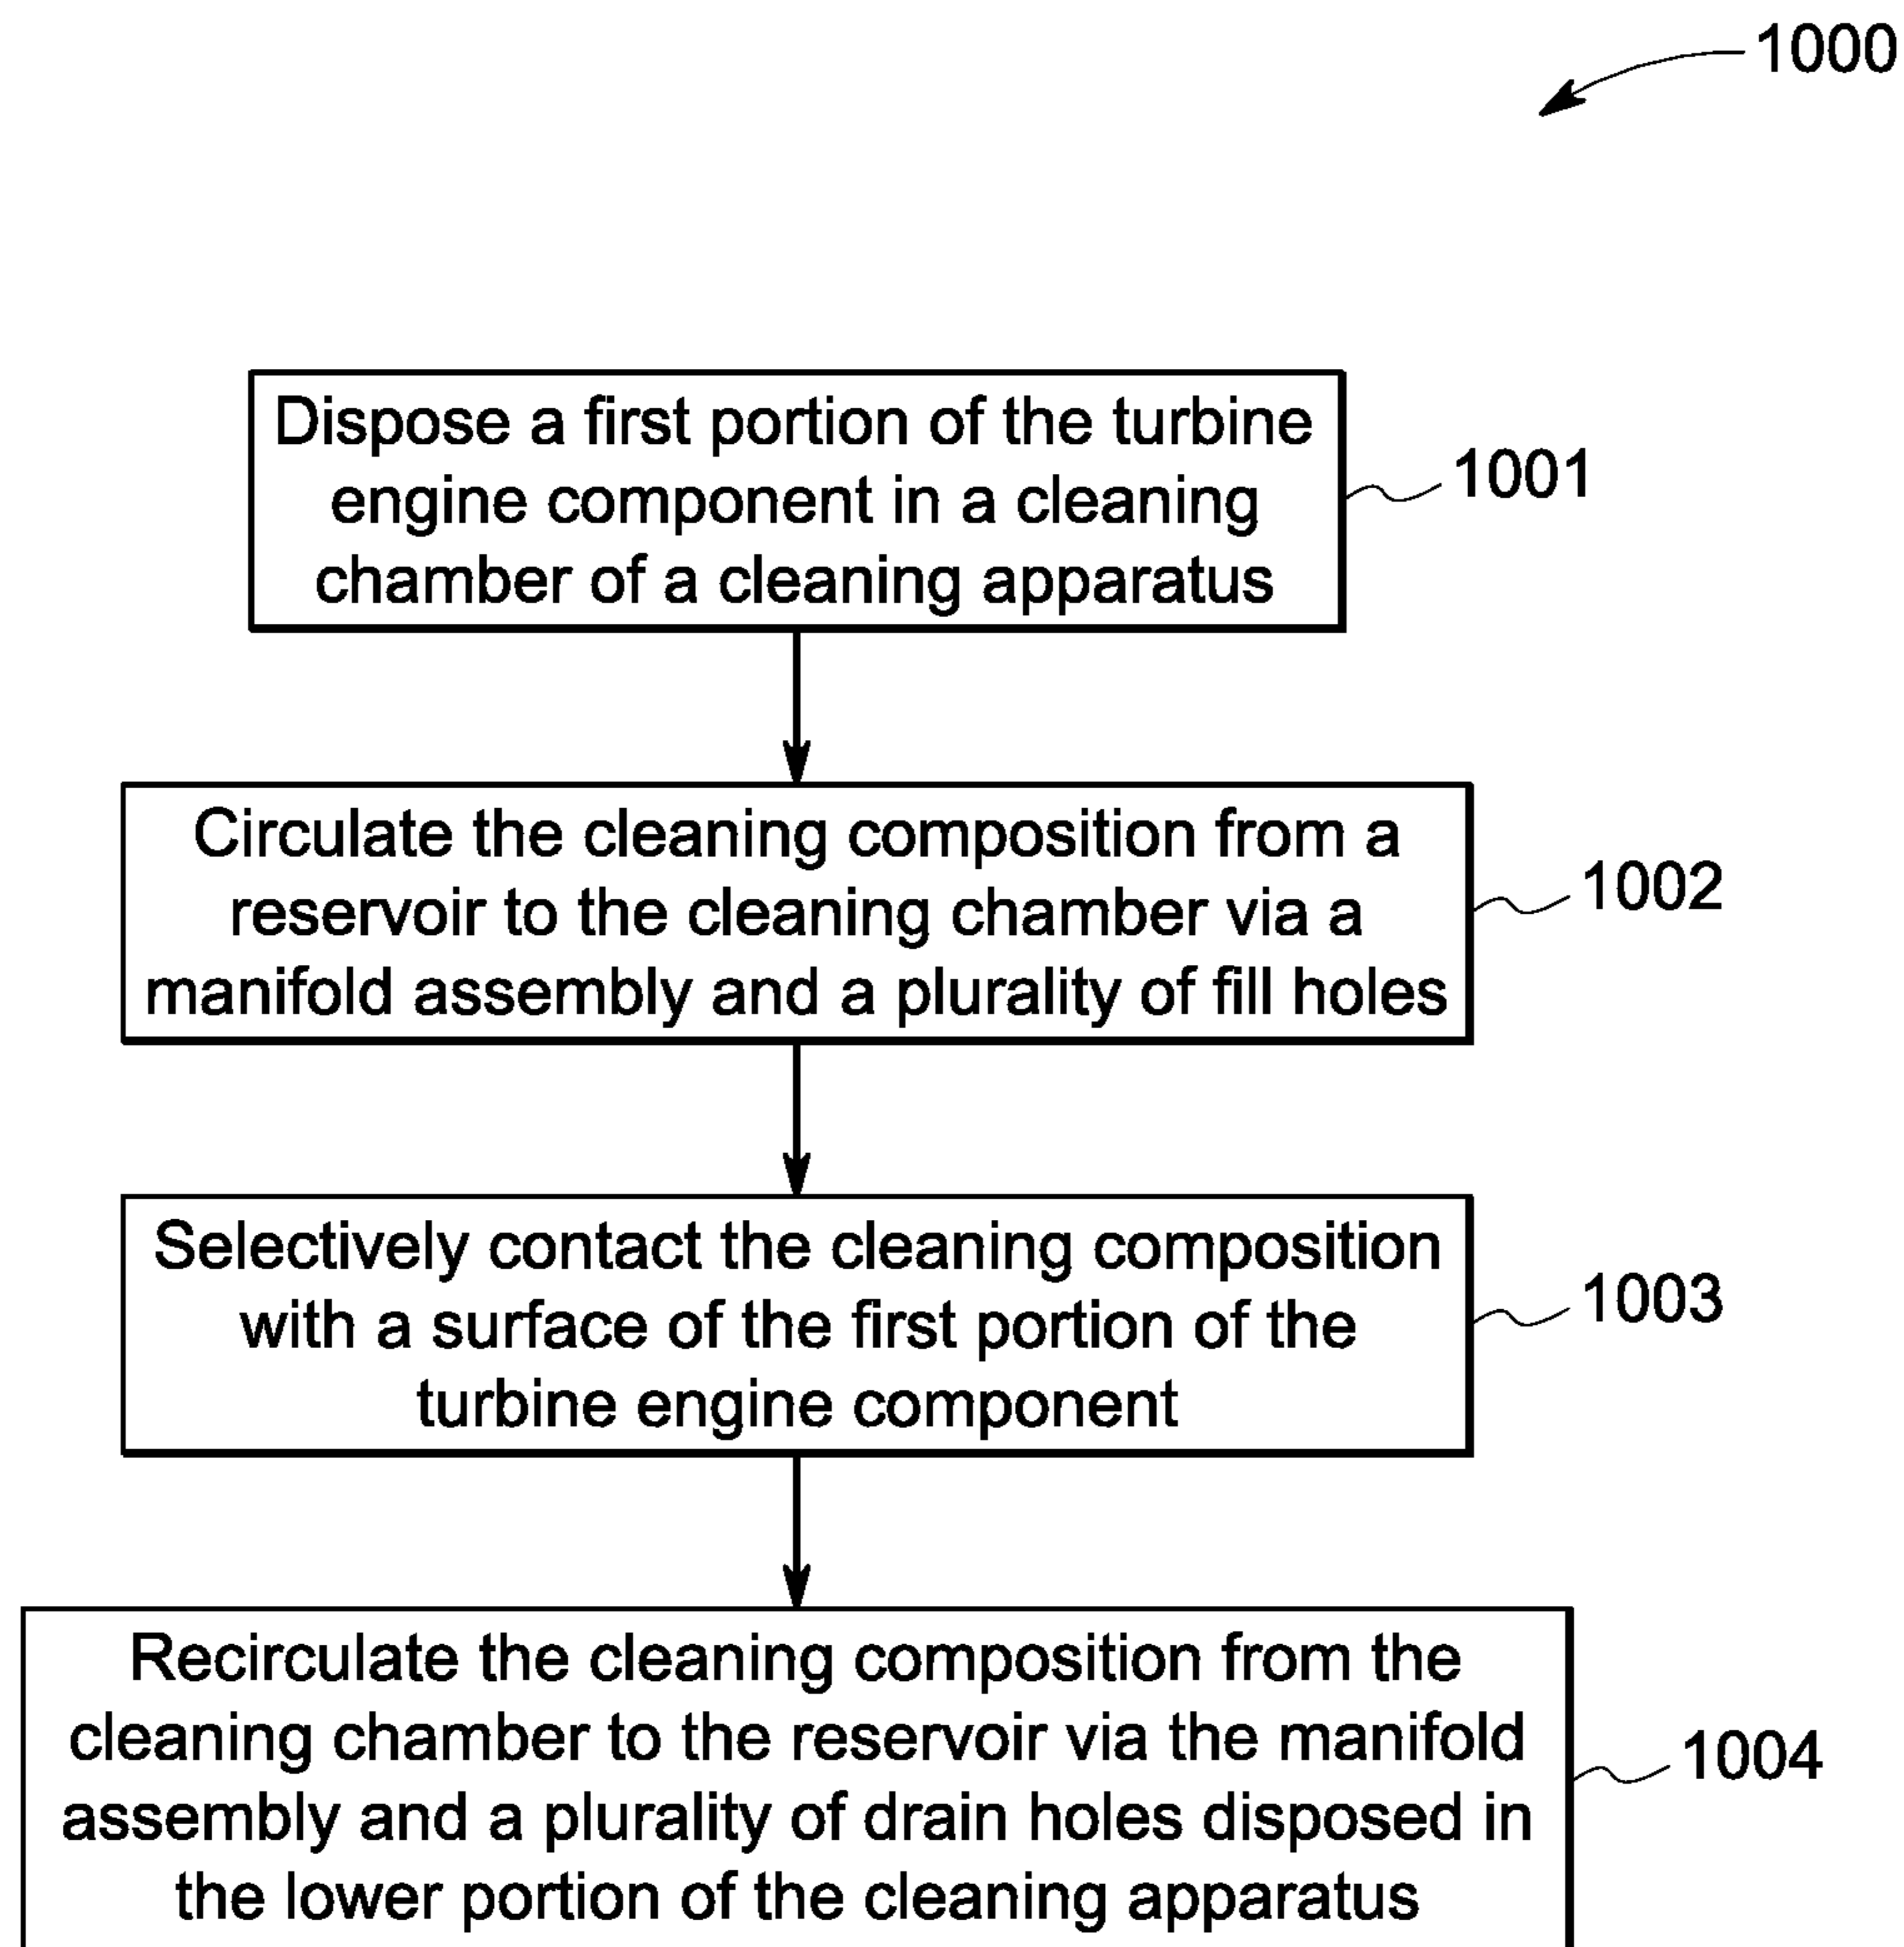 1000
Dispose a first portion of the turbine
engine component in a cleaning
chamber of a cleaning apparatus
1001
Circulate the cleaning composition from a
reservoir to the cleaning chamber via a
manifold assembly and a plurality of fill holes
1002
Selectively contact the cleaning composition
with a surface of the first portion of the
turbine engine component
1003
Recirculate the cleaning composition from the
cleaning chamber to the reservoir via the manifold
assembly and a plurality of drain holes disposed in
the lower portion of the cleaning apparatus
1004